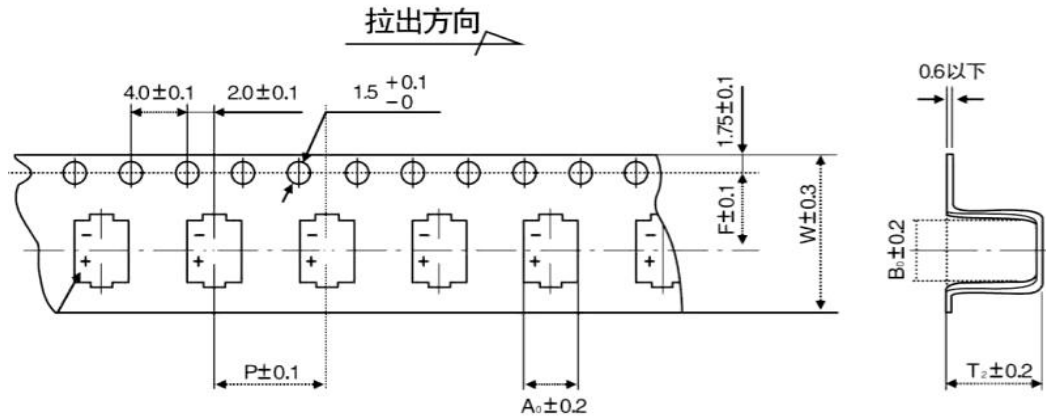 拉出方向
4.0±0.1
2.0±0.1
1.5 +0.1 -0
1.75±0.1
0.6以下
F±0.1
W±0.3
B₀±0.2
- - - - -
+ + + + +
P±0.1
A₀±0.2
T₂±0.2